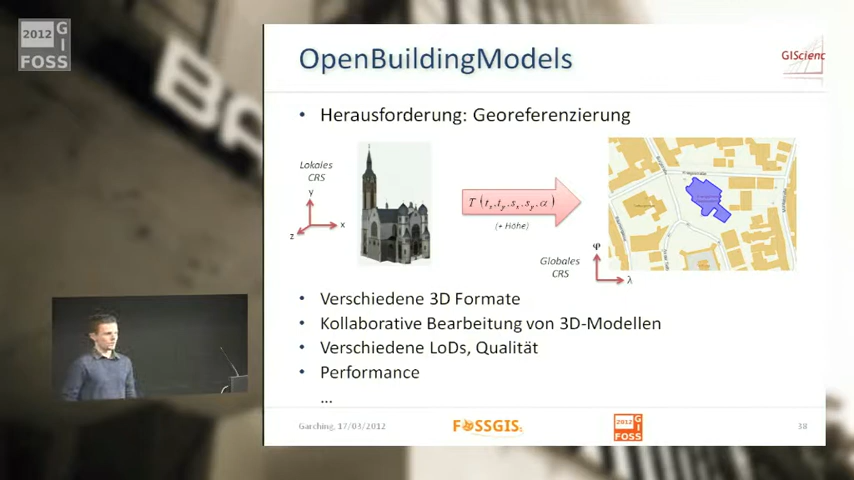 2012 GI
FOSS
BA
OpenBuildingModels
GIScienc
• Herausforderung: Georeferenzierung
Lokales
CRS
y
x
z
T (tx, ty, sx, sy, α)
(+ Höhe)
Globales
CRS
φ
λ
• Verschiedene 3D Formate
• Kollaborative Bearbeitung von 3D-Modellen
• Verschiedene LoDs, Qualität
• Performance
...
Garching, 17/03/2012
FOSSGIS
2012 GI
FOSS
38